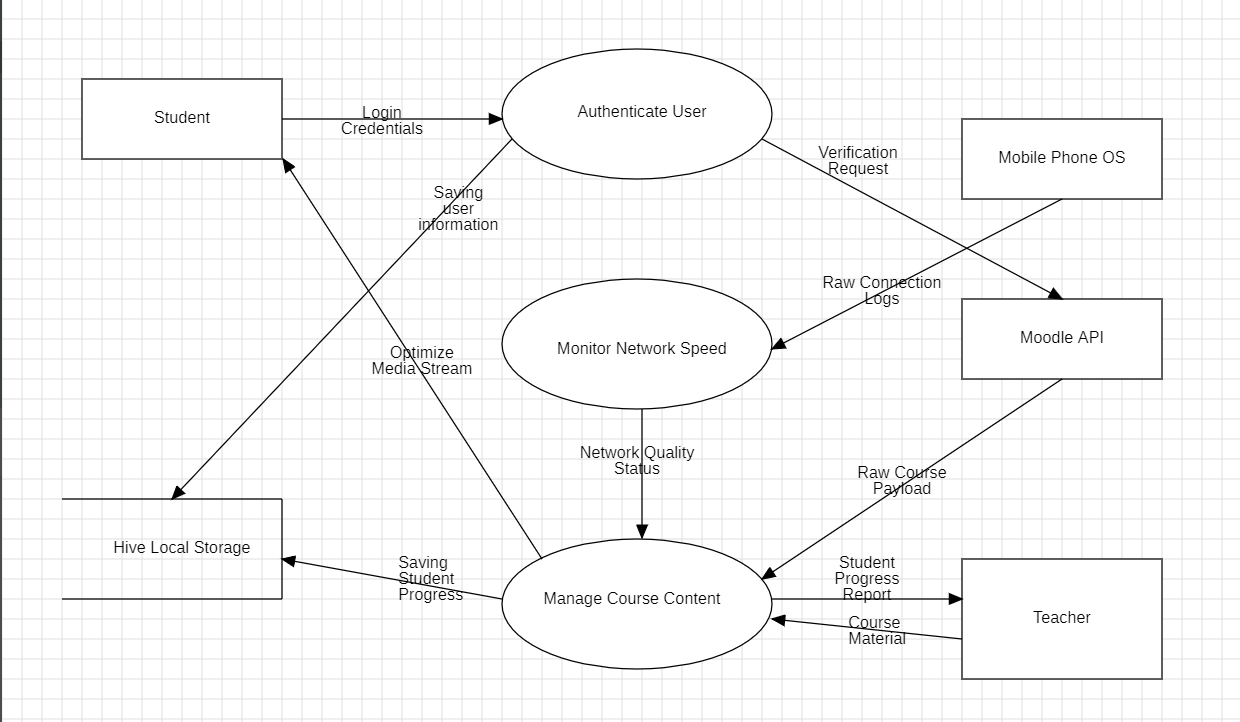 Student
Login
Credentials
Authenticate User
Verification
Request
Mobile Phone OS
Saving
user
information
Raw Connection
Logs
Moodle API
Optimize
Media Stream
Monitor Network Speed
Network Quality
Status
Raw Course
Payload
Hive Local Storage
Saving
Student
Progress
Manage Course Content
Student
Progress
Report
Course
Material
Teacher